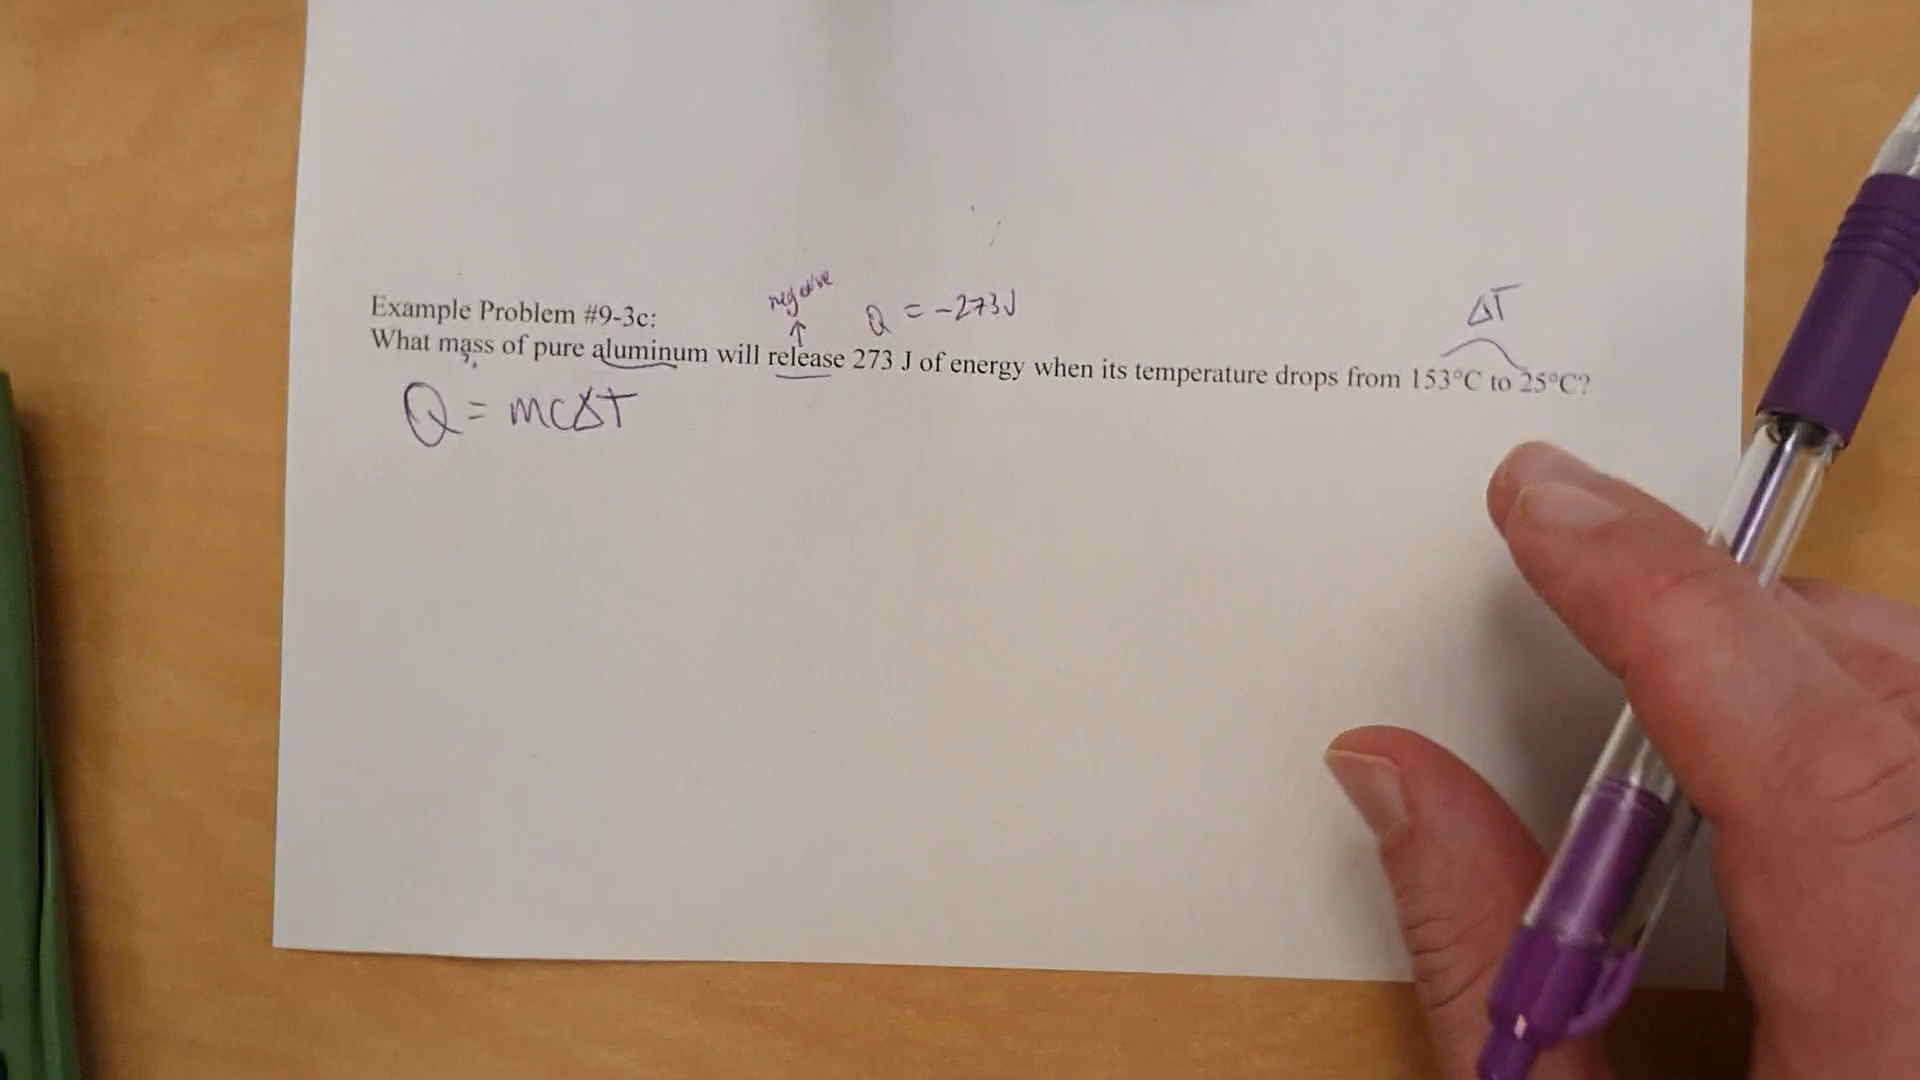 negative
Q = -273J
ΔT
Example Problem #9-3c:
What mass of pure aluminum will release 273 J of energy when its temperature drops from 153°C to 25°C?
Q = mcΔT